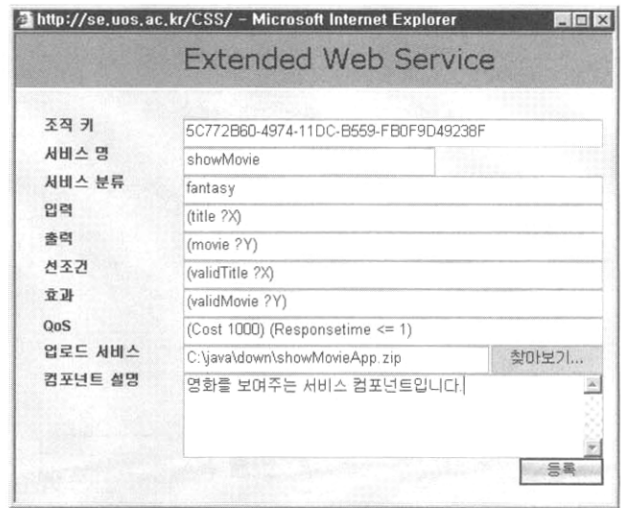 http://se.uos.ac.kr/CSS/ - Microsoft Internet Explorer
Extended Web Service
조직 키 5C772B60-4974-11DC-B559-FB0F9D49238F
서비스 명 showMovie
서비스 분류 fantasy
입력 (title ?X)
출력 (movie ?Y)
선조건 (validTitle ?X)
효과 (validMovie ?Y)
QoS (Cost 1000) (Responsetime <= 1)
업로드 서비스 C:\java\down\showMovieApp.zip 찾아보기...
컴포넌트 설명 영화를 보여주는 서비스 컴포넌트입니다.
등록